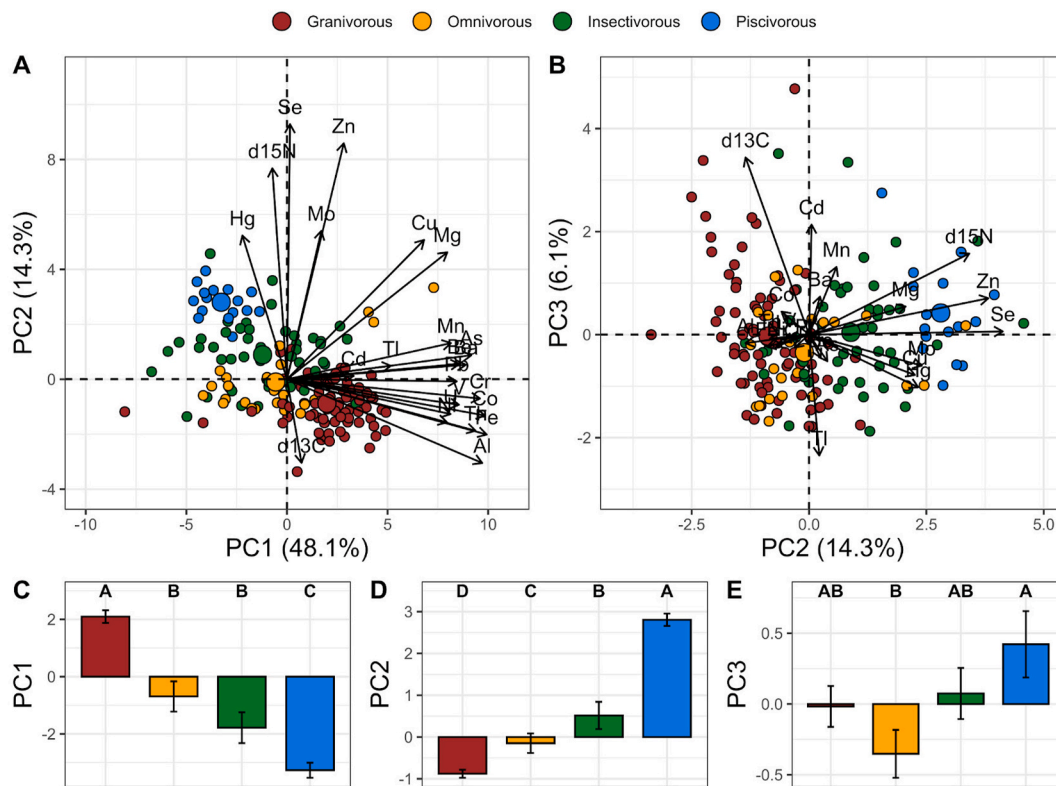 Granivorous Omnivorous Insectivorous Piscivorous
A
PC2 (14.3%)
8
4
0
-4
Se
Zn
d15N
Hg
Mo
Cu
Mg
Mn
As
Cd
Tl
Cr
Co
Fe
Al
d13C
-10 -5 0 5 10
PC1 (48.1%)
B
PC3 (6.1%)
4
2
0
-2
d13C
Cd
Mn
d15N
Ba
Co
Mg
Zn
Se
Mo
Cu
Hg
Tl
-2.5 0.0 2.5 5.0
PC2 (14.3%)
C
A B B C
PC1
2
0
-2
D
D C B A
PC2
3
2
1
0
-1
E
AB B AB A
PC3
0.5
0.0
-0.5